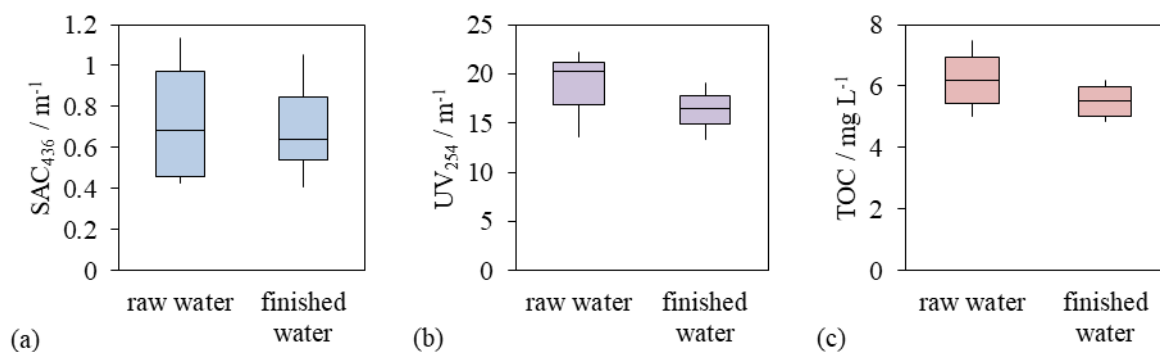 SAC436 / m-1
1.2
1
0.8
0.6
0.4
0.2
0
raw water
finished
water
(a)
UV254 / m-1
25
20
15
10
5
0
raw water
finished
water
(b)
TOC / mg L-1
8
6
4
2
0
raw water
finished
water
(c)